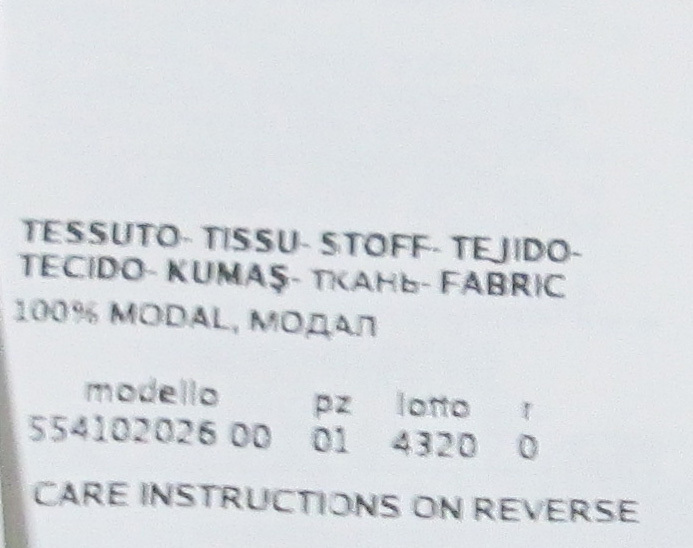 TESSUTO- TISSU- STOFF- TEJIDO-
TECIDO- KUMAŞ- ТКАНЬ- FABRIC
100% MODAL, МОДАЛ
modello pz lotto r
554102026 00 01 4320 0
CARE INSTRUCTIONS ON REVERSE